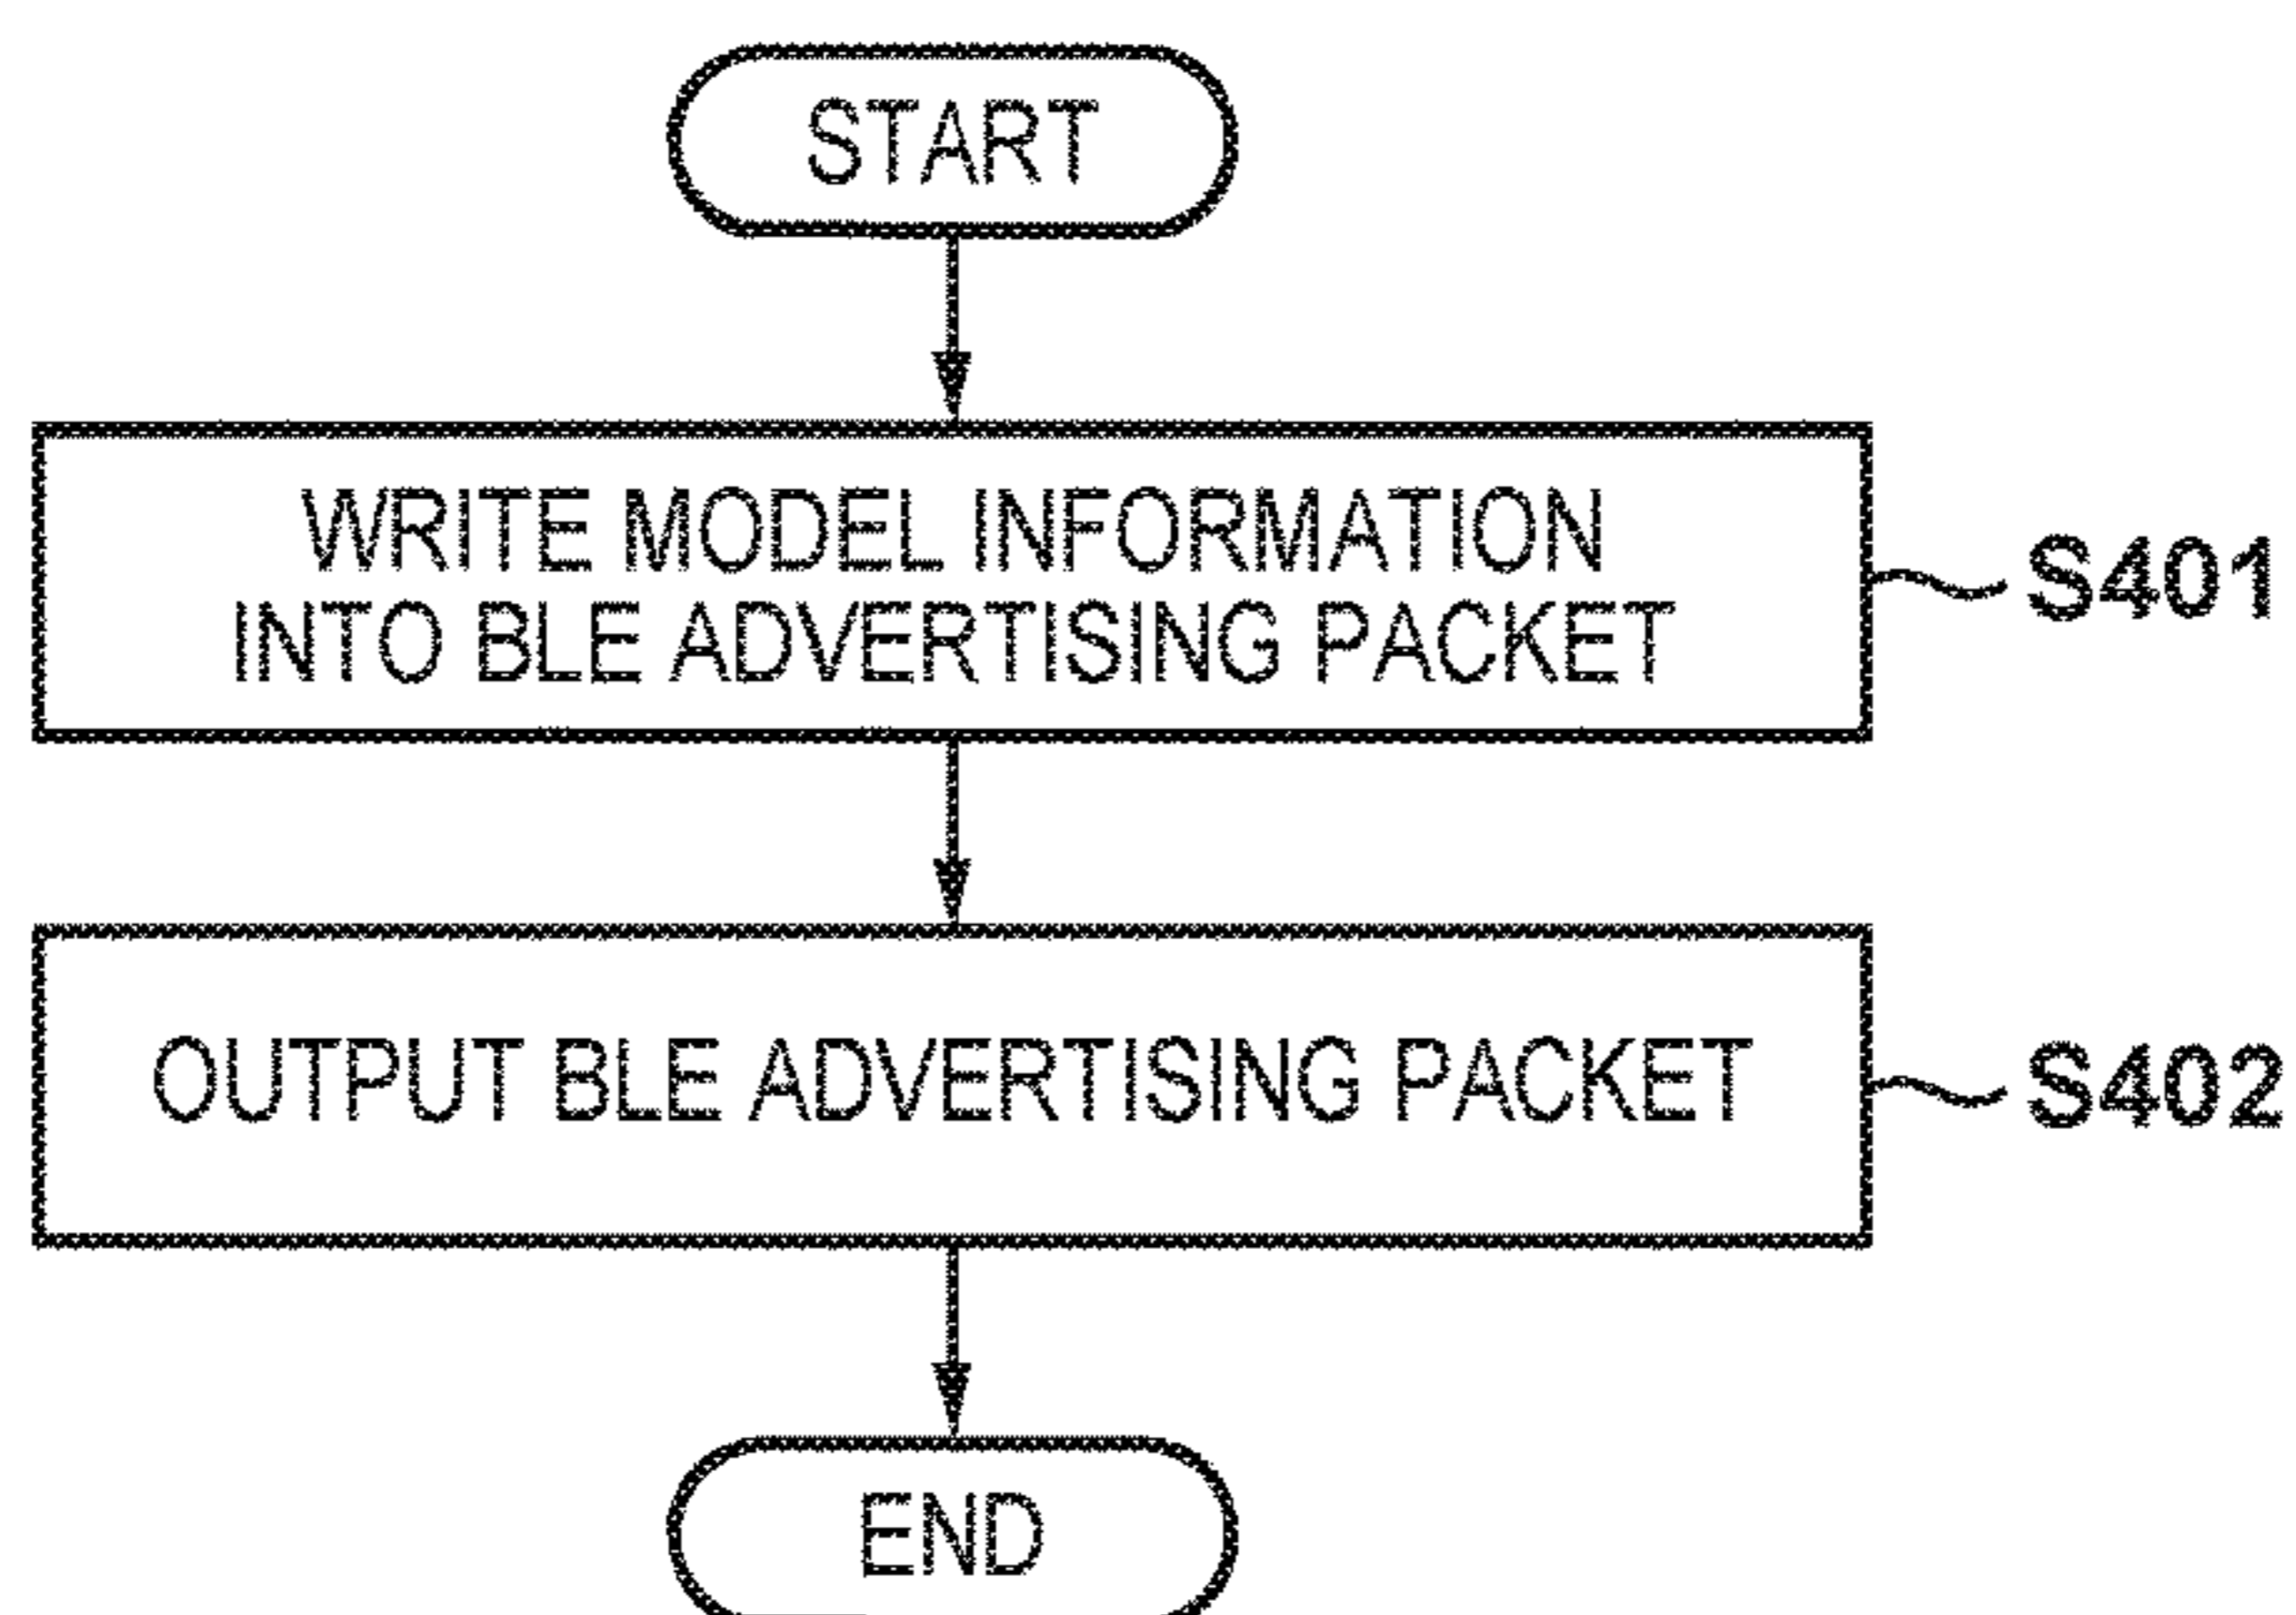 START
WRITE MODEL INFORMATION
INTO BLE ADVERTISING PACKET
S401
OUTPUT BLE ADVERTISING PACKET
S402
END